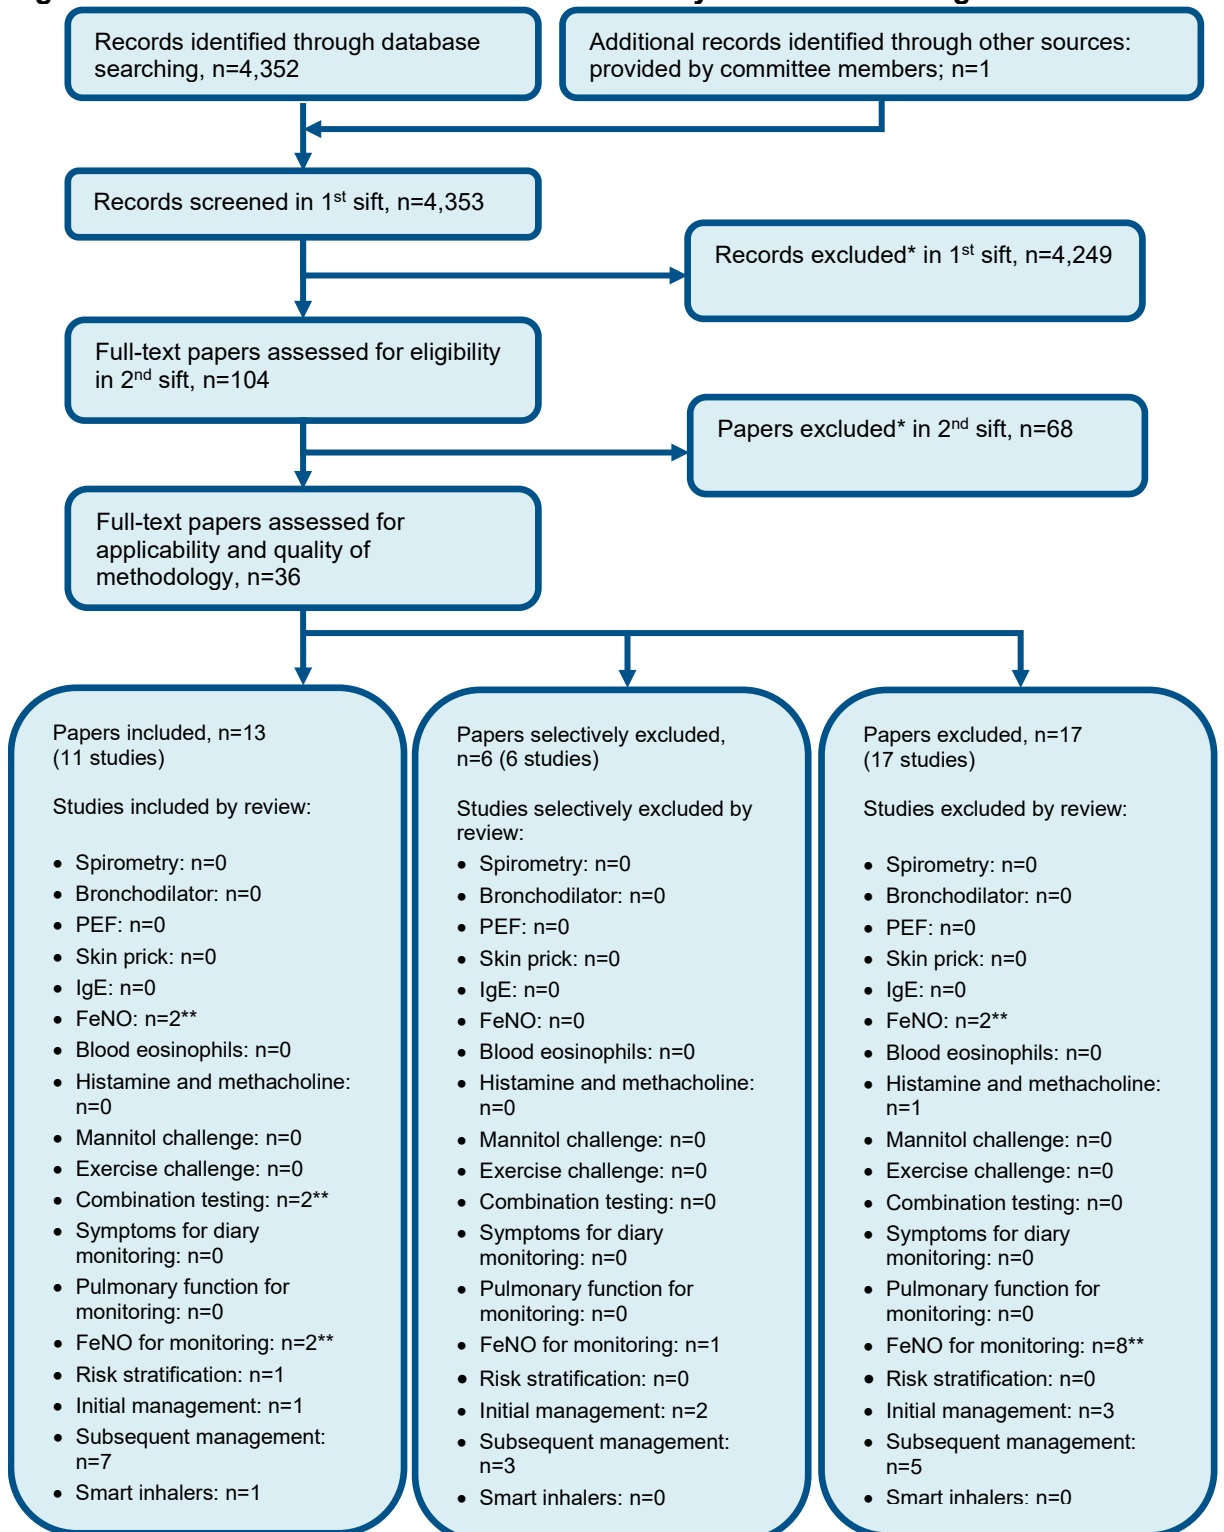 Records identified through database
searching, n=4,352
Additional records identified through other sources:
provided by committee members; n=1
Records screened in 1st sift, n=4,353
Records excluded* in 1st sift, n=4,249
Full-text papers assessed for eligibility
in 2nd sift, n=104
Papers excluded* in 2nd sift, n=68
Full-text papers assessed for
applicability and quality of
methodology, n=36
Papers included, n=13
(11 studies)
Studies included by review:
• Spirometry: n=0
• Bronchodilator: n=0
• PEF: n=0
• Skin prick: n=0
• IgE: n=0
• FeNO: n=2**
• Blood eosinophils: n=0
• Histamine and methacholine:
n=0
• Mannitol challenge: n=0
• Exercise challenge: n=0
• Combination testing: n=2**
• Symptoms for diary
monitoring: n=0
• Pulmonary function for
monitoring: n=0
• FeNO for monitoring: n=2**
• Risk stratification: n=1
• Initial management: n=1
• Subsequent management:
n=7
• Smart inhalers: n=1
Papers selectively excluded,
n=6 (6 studies)
Studies selectively excluded by
review:
• Spirometry: n=0
• Bronchodilator: n=0
• PEF: n=0
• Skin prick: n=0
• IgE: n=0
• FeNO: n=0
• Blood eosinophils: n=0
• Histamine and methacholine:
n=0
• Mannitol challenge: n=0
• Exercise challenge: n=0
• Combination testing: n=0
• Symptoms for diary
monitoring: n=0
• Pulmonary function for
monitoring: n=0
• FeNO for monitoring: n=1
• Risk stratification: n=0
• Initial management: n=2
• Subsequent management:
n=3
• Smart inhalers: n=0
Papers excluded, n=17
(17 studies)
Studies excluded by review:
• Spirometry: n=0
• Bronchodilator: n=0
• PEF: n=0
• Skin prick: n=0
• IgE: n=0
• FeNO: n=2**
• Blood eosinophils: n=0
• Histamine and methacholine:
n=1
• Mannitol challenge: n=0
• Exercise challenge: n=0
• Combination testing: n=0
• Symptoms for diary
monitoring: n=0
• Pulmonary function for
monitoring: n=0
• FeNO for monitoring: n=8**
• Risk stratification: n=0
• Initial management: n=3
• Subsequent management:
n=5
• Smart inhalers: n=0